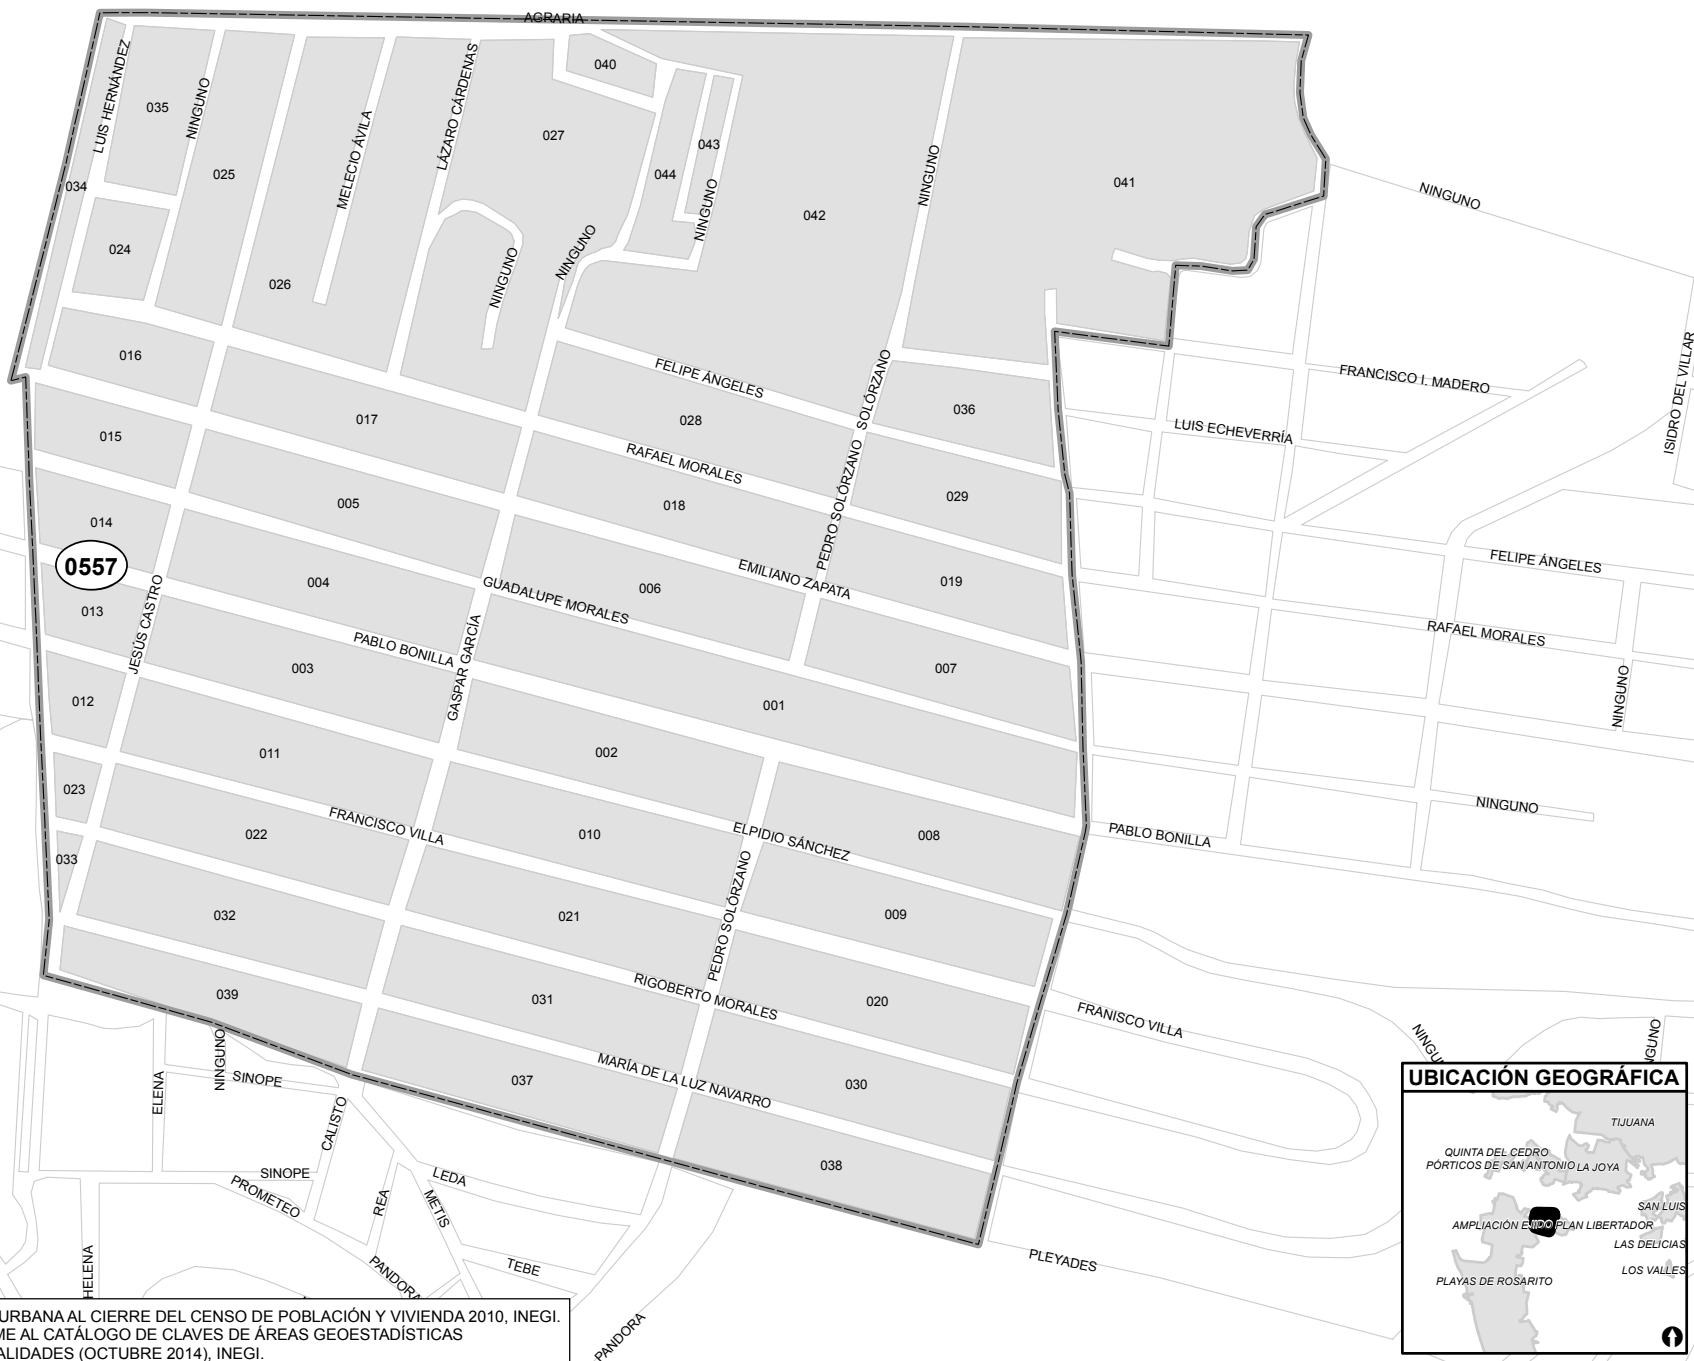 AGRARIA
LUIS HERNÁNDEZ
035
NINGUNO
025
MELECIO ÁVILA
LÁZARO CÁRDENAS
040
027
043
044
NINGUNO
042
NINGUNO
041
NINGUNO
034
024
026
NINGUNO
NINGUNO
016
017
FELIPE ÁNGELES
028
PEDRO SOLÓRZANO
SOLÓRZANO
036
FRANCISCO I. MADERO
LUIS ECHEVERRÍA
ISIDRO DEL VILLAR
015
005
RAFAEL MORALES
018
029
014
0557
013
JESÚS CASTRO
004
GUADALUPE MORALES
006
EMILIANO ZAPATA
019
FELIPE ÁNGELES
RAFAEL MORALES
NINGUNO
012
003
PABLO BONILLA
GASPAR GARCÍA
001
007
023
011
002
NINGUNO
PABLO BONILLA
033
022
FRANCISCO VILLA
010
ELPIDIO SÁNCHEZ
008
032
021
PEDRO SOLÓRZANO
009
039
031
RIGOBERTO MORALES
020
FRANISCO VILLA
037
MARÍA DE LA LUZ NAVARRO
030
038
ELENA
NINGUNO
SINOPE
CALISTO
SINOPE
PROMETEO
REA
METIS
LEDA
HELENA
PANDORA
TEBE
PANDORA
PLEYADES
UBICACIÓN GEOGRÁFICA
TIJUANA
QUINTA DEL CEDRO
PÓRTICOS DE SAN ANTONIO
LA JOYA
SAN LUIS
AMPLIACIÓN EJIDO PLAN LIBERTADOR
LAS DELICIAS
LOS VALLES
PLAYAS DE ROSARITO
URBANA AL CIERRE DEL CENSO DE POBLACIÓN Y VIVIENDA 2010, INEGI.
ME AL CATÁLOGO DE CLAVES DE ÁREAS GEOESTADÍSTICAS
ALIDADES (OCTUBRE 2014), INEGI.